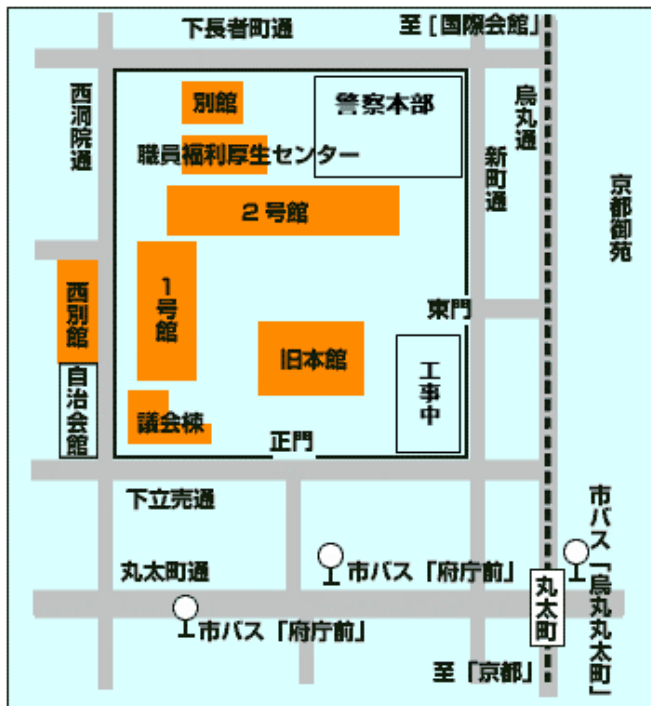 下長者町通
至[国際会館」
西洞院通
別館
警察本部
烏丸通
職員福利厚生センター
新町通
京都御苑
2号館
1号館
西別館
東門
旧本館
自治会館
工事中
議会棟
正門
下立売通
市バス「烏丸丸太町」
丸太町通
市バス「府庁前」
丸太町
市バス「府庁前」
至「京都」